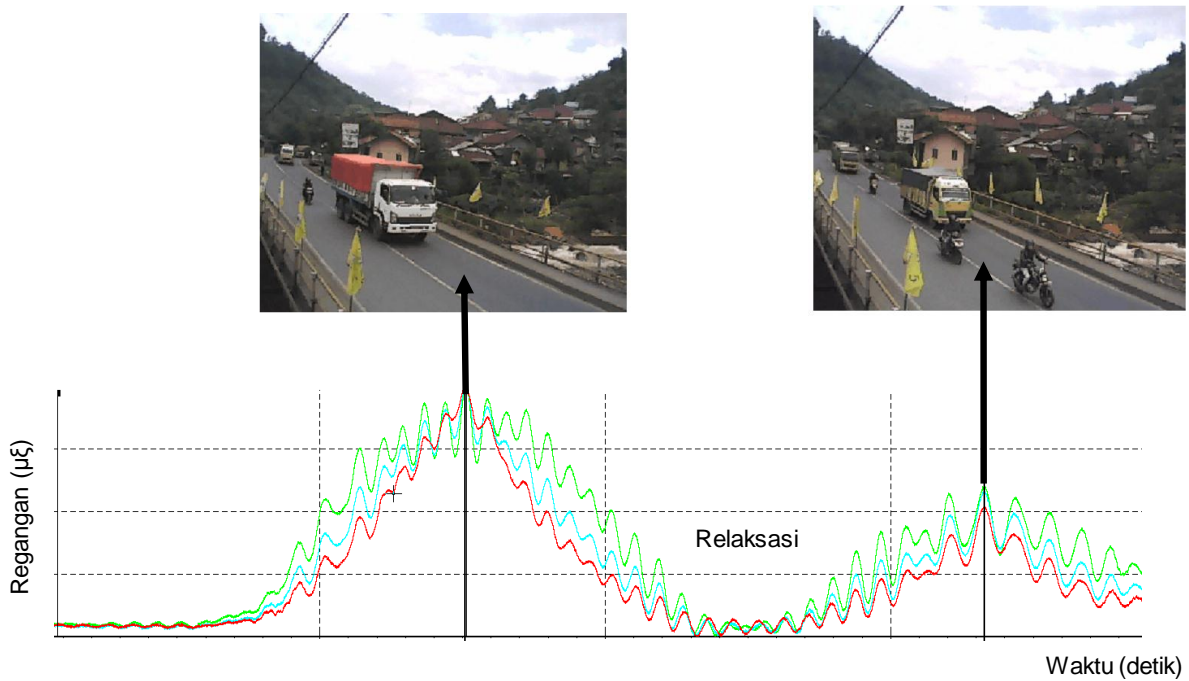 Regangan (μξ)
Relaksasi
Waktu (detik)